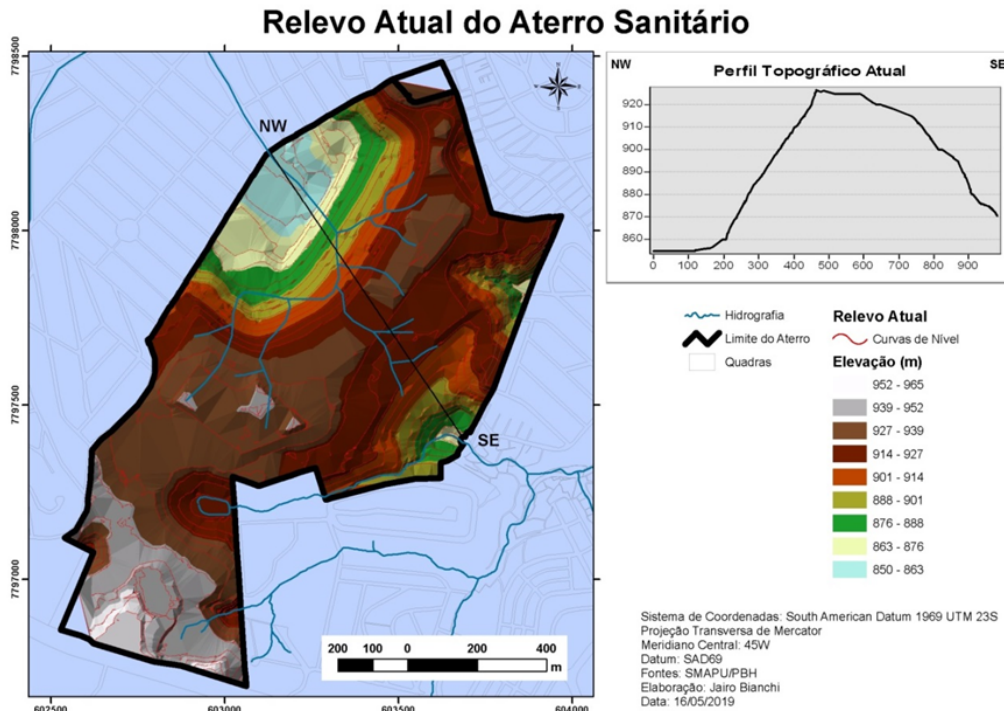 Relevo Atual do Aterro Sanitário
7798500
7798000
7797500
7797000
602500
603000
603500
604000
NW
SE
200 100 0 200 400
m
NW
SE
Perfil Topográfico Atual
920
910
900
890
880
870
860
0 100 200 300 400 500 600 700 800 900
Hidrografia
Limite do Aterro
Quadras
Relevo Atual
Curvas de Nível
Elevação (m)
952 - 965
939 - 952
927 - 939
914 - 927
901 - 914
888 - 901
876 - 888
863 - 876
850 - 863
Sistema de Coordenadas: South American Datum 1969 UTM 23S
Projeção Transversa de Mercator
Meridiano Central: 45W
Datum: SAD69
Fontes: SMAPU/PBH
Elaboração: Jairo Bianchi
Data: 16/05/2019